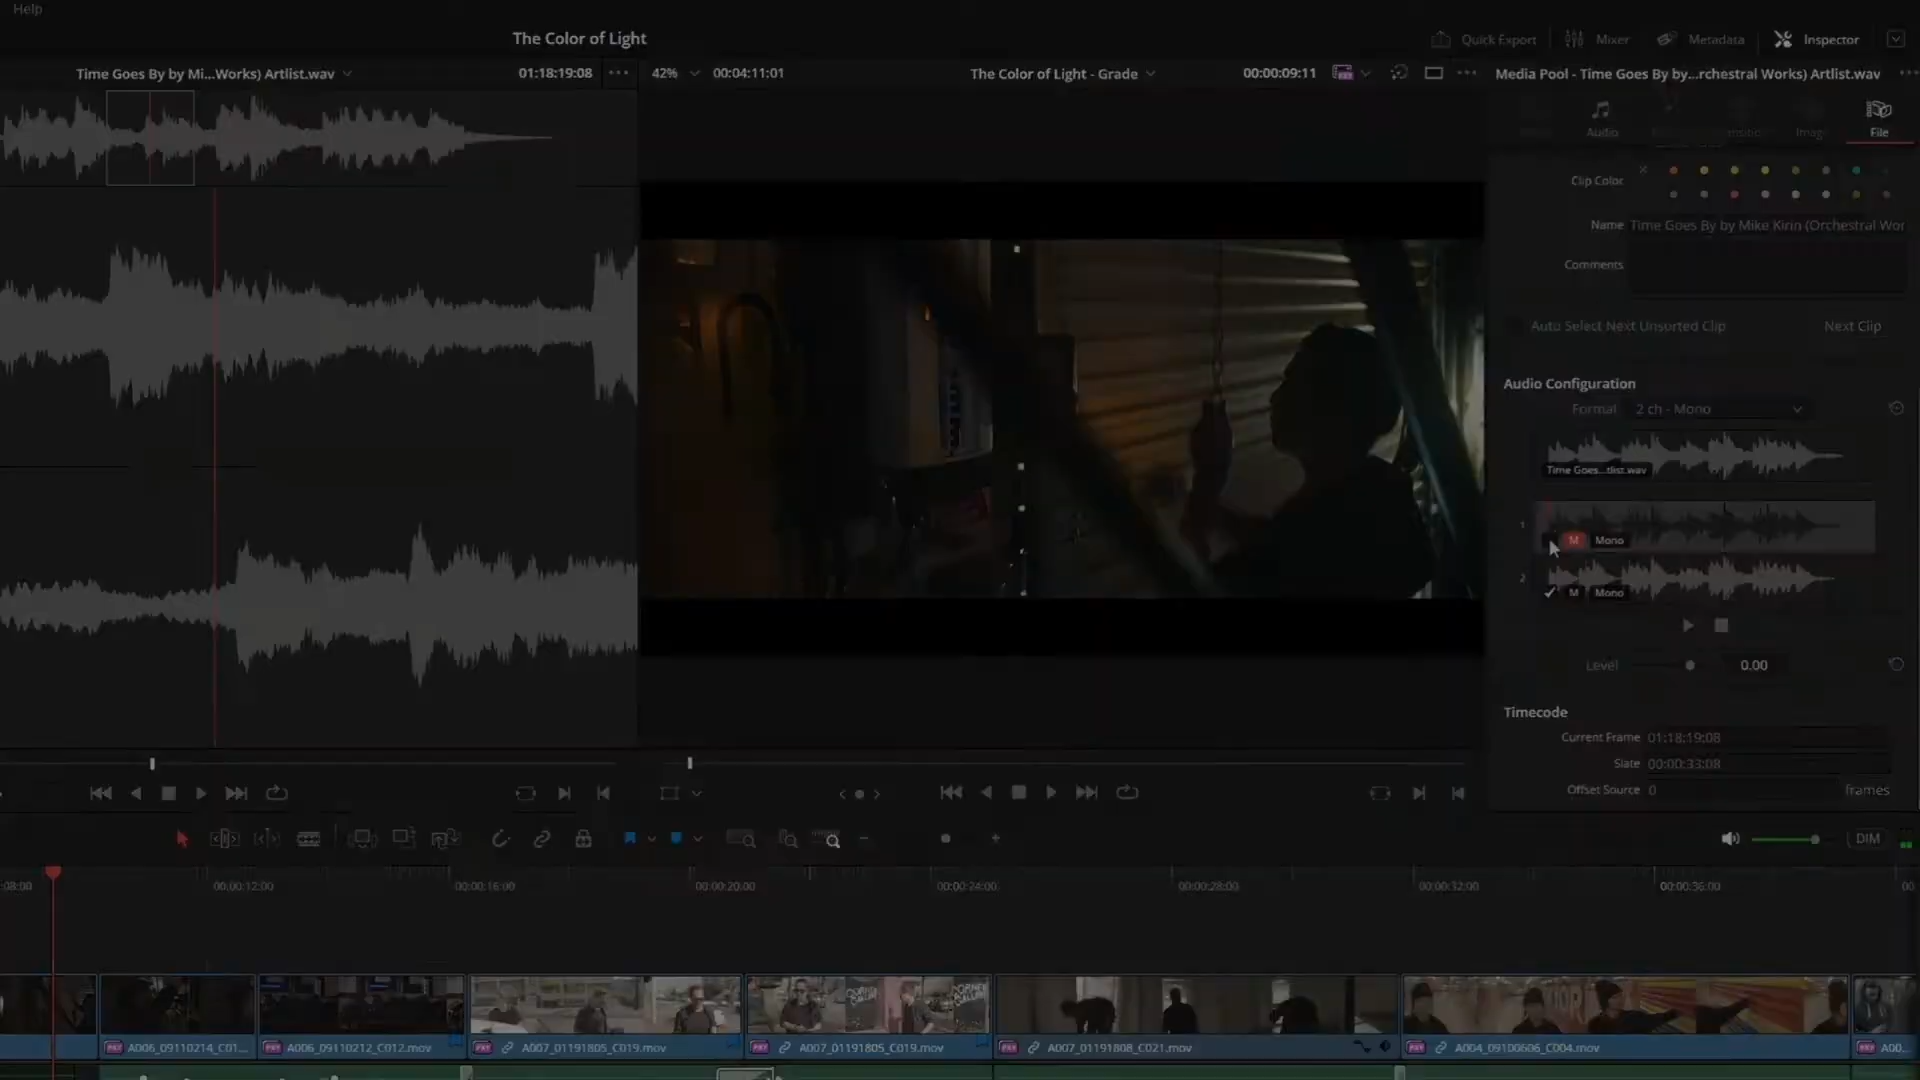 Help
The Color of Light
Quick Export
Mixer
Metadata
Inspector
Time Goes By by Mi...Works) Artlist.wav
01:18:19:08
42%
00:04:11:01
The Color of Light - Grade
00:00:09:11
Media Pool - Time Goes By by...rchestral Works) Artlist.wav
Audio
File
Clip Color
Name Time Goes By by Mike Kirin (Orchestral Wor
Comments
Auto Select Next Unsorted Clip
Next Clip
Audio Configuration
Format 2 ch - Mono
Time Goes...tlist.wav
1
M Mono
2
M Mono
Level 0.00
Timecode
Current Frame 01:18:19:08
Slate 00:00:33:08
Offset Source 0 frames
DIM
:08:00
00:00:12:00
00:00:16:00
00:00:20:00
00:00:24:00
00:00:28:00
00:00:32:00
00:00:36:00
00
A006_09110214_C01...
A006_09110212_C012.mov
A007_01191805_C019.mov
A007_01191805_C019.mov
A007_01191808_C021.mov
A004_09100606_C004.mov
A00...